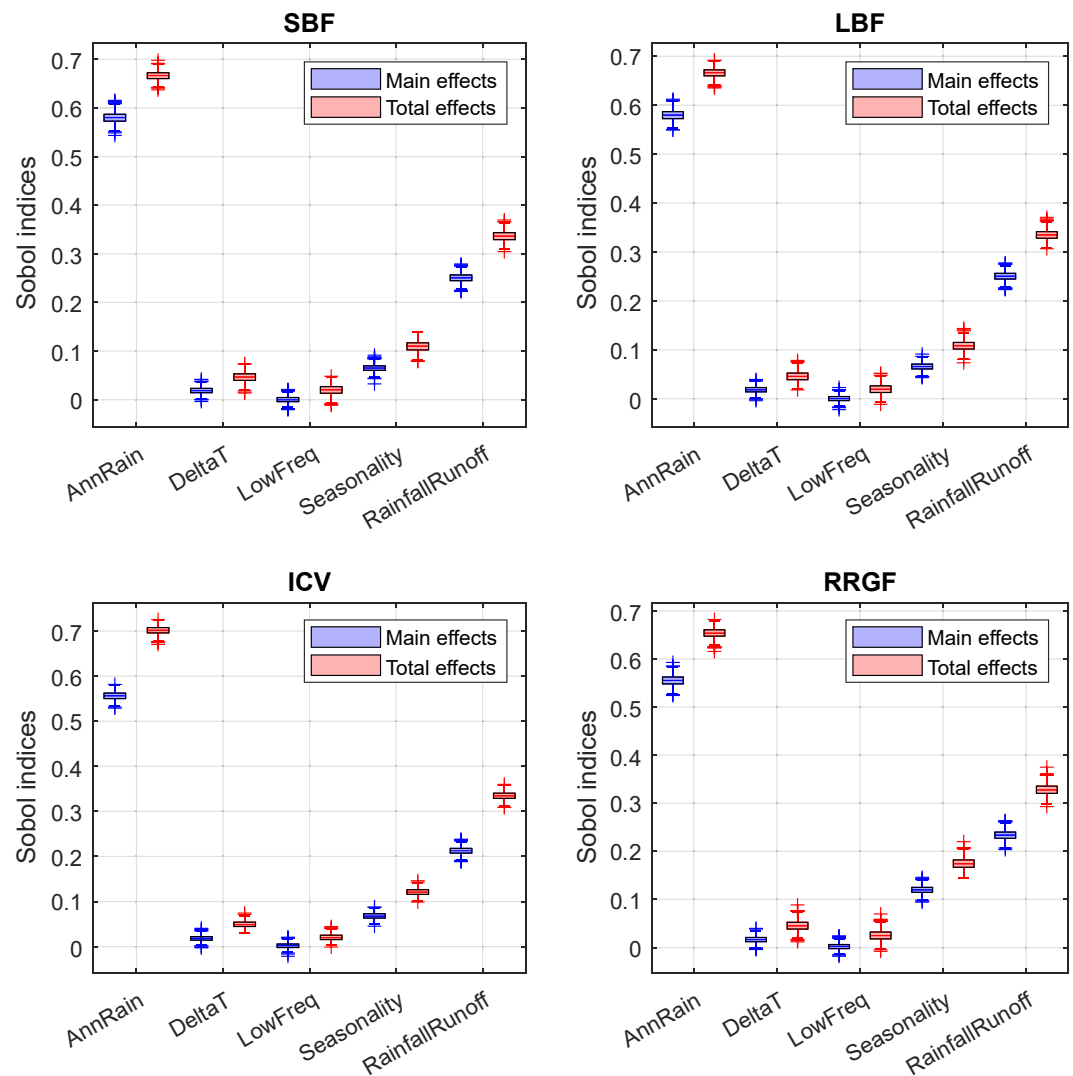 SBF
Main effects
Total effects
Sobol indices
0.7
0.6
0.5
0.4
0.3
0.2
0.1
0
AnnRain
DeltaT
LowFreq
Seasonality
RainfallRunoff
LBF
Main effects
Total effects
Sobol indices
0.7
0.6
0.5
0.4
0.3
0.2
0.1
0
AnnRain
DeltaT
LowFreq
Seasonality
RainfallRunoff
ICV
Main effects
Total effects
Sobol indices
0.7
0.6
0.5
0.4
0.3
0.2
0.1
0
AnnRain
DeltaT
LowFreq
Seasonality
RainfallRunoff
RRGF
Main effects
Total effects
Sobol indices
0.7
0.6
0.5
0.4
0.3
0.2
0.1
0
AnnRain
DeltaT
LowFreq
Seasonality
RainfallRunoff